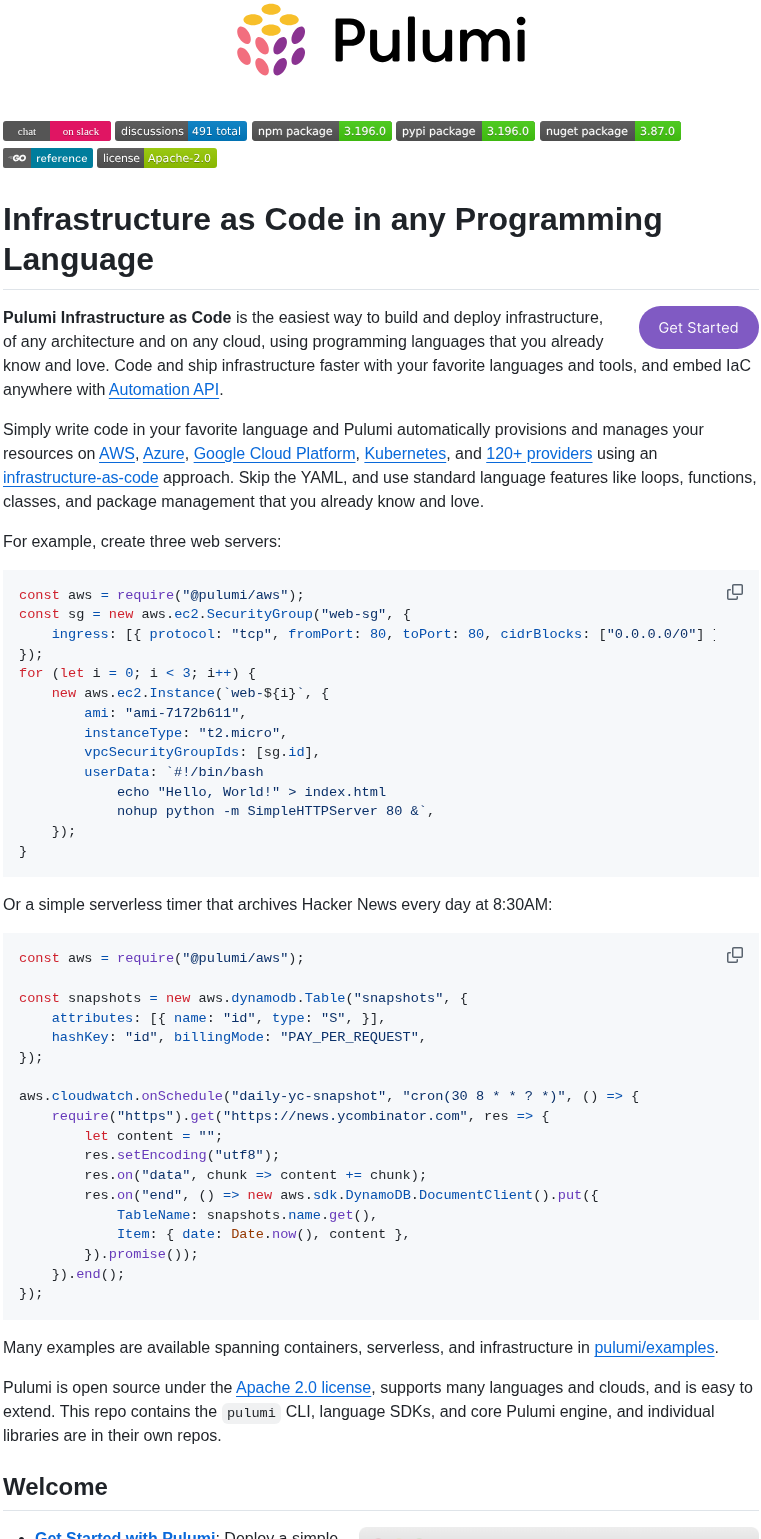 Pulumi
chat on slack discussions 491 total npm package 3.196.0 pypi package 3.196.0 nuget package 3.87.0
GO reference license Apache-2.0
Infrastructure as Code in any Programming
Language
Pulumi Infrastructure as Code is the easiest way to build and deploy infrastructure,
Get Started
of any architecture and on any cloud, using programming languages that you already
know and love. Code and ship infrastructure faster with your favorite languages and tools, and embed IaC
anywhere with Automation API.
Simply write code in your favorite language and Pulumi automatically provisions and manages your
resources on AWS, Azure, Google Cloud Platform, Kubernetes, and 120+ providers using an
infrastructure-as-code approach. Skip the YAML, and use standard language features like loops, functions,
classes, and package management that you already know and love.
For example, create three web servers:
const aws = require("@pulumi/aws");
const sg = new aws.ec2.SecurityGroup("web-sg", {
    ingress: [{ protocol: "tcp", fromPort: 80, toPort: 80, cidrBlocks: ["0.0.0.0/0"] 
});
for (let i = 0; i < 3; i++) {
    new aws.ec2.Instance(`web-${i}`, {
        ami: "ami-7172b611",
        instanceType: "t2.micro",
        vpcSecurityGroupIds: [sg.id],
        userData: `#!/bin/bash
            echo "Hello, World!" > index.html
            nohup python -m SimpleHTTPServer 80 &`,
    });
}
Or a simple serverless timer that archives Hacker News every day at 8:30AM:
const aws = require("@pulumi/aws");
const snapshots = new aws.dynamodb.Table("snapshots", {
    attributes: [{ name: "id", type: "S", }],
    hashKey: "id", billingMode: "PAY_PER_REQUEST",
});
aws.cloudwatch.onSchedule("daily-yc-snapshot", "cron(30 8 * * ? *)", () => {
    require("https").get("https://news.ycombinator.com", res => {
        let content = "";
        res.setEncoding("utf8");
        res.on("data", chunk => content += chunk);
        res.on("end", () => new aws.sdk.DynamoDB.DocumentClient().put({
            TableName: snapshots.name.get(),
            Item: { date: Date.now(), content },
        }).promise());
    }).end();
});
Many examples are available spanning containers, serverless, and infrastructure in pulumi/examples.
Pulumi is open source under the Apache 2.0 license, supports many languages and clouds, and is easy to
extend. This repo contains the pulumi CLI, language SDKs, and core Pulumi engine, and individual
libraries are in their own repos.
Welcome
• Get Started with Pulumi: Deploy a simple